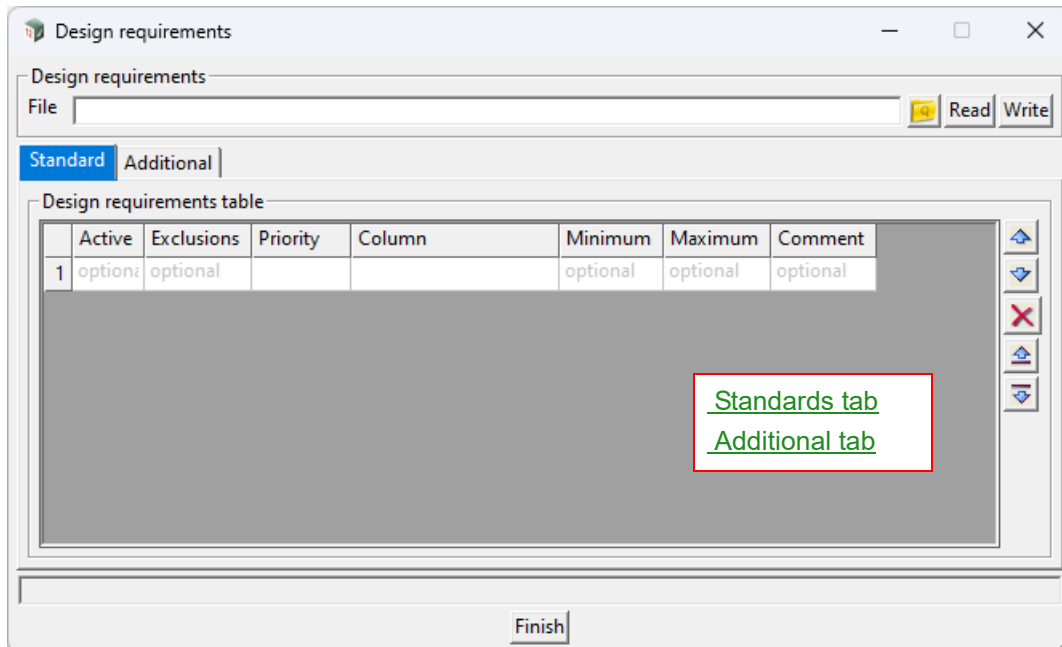 Design requirements
Design requirements
File Read Write
Standard Additional
Design requirements table
Active Exclusions Priority Column Minimum Maximum Comment
1 optiona optional optional optional optional
Standards tab
Additional tab
Finish